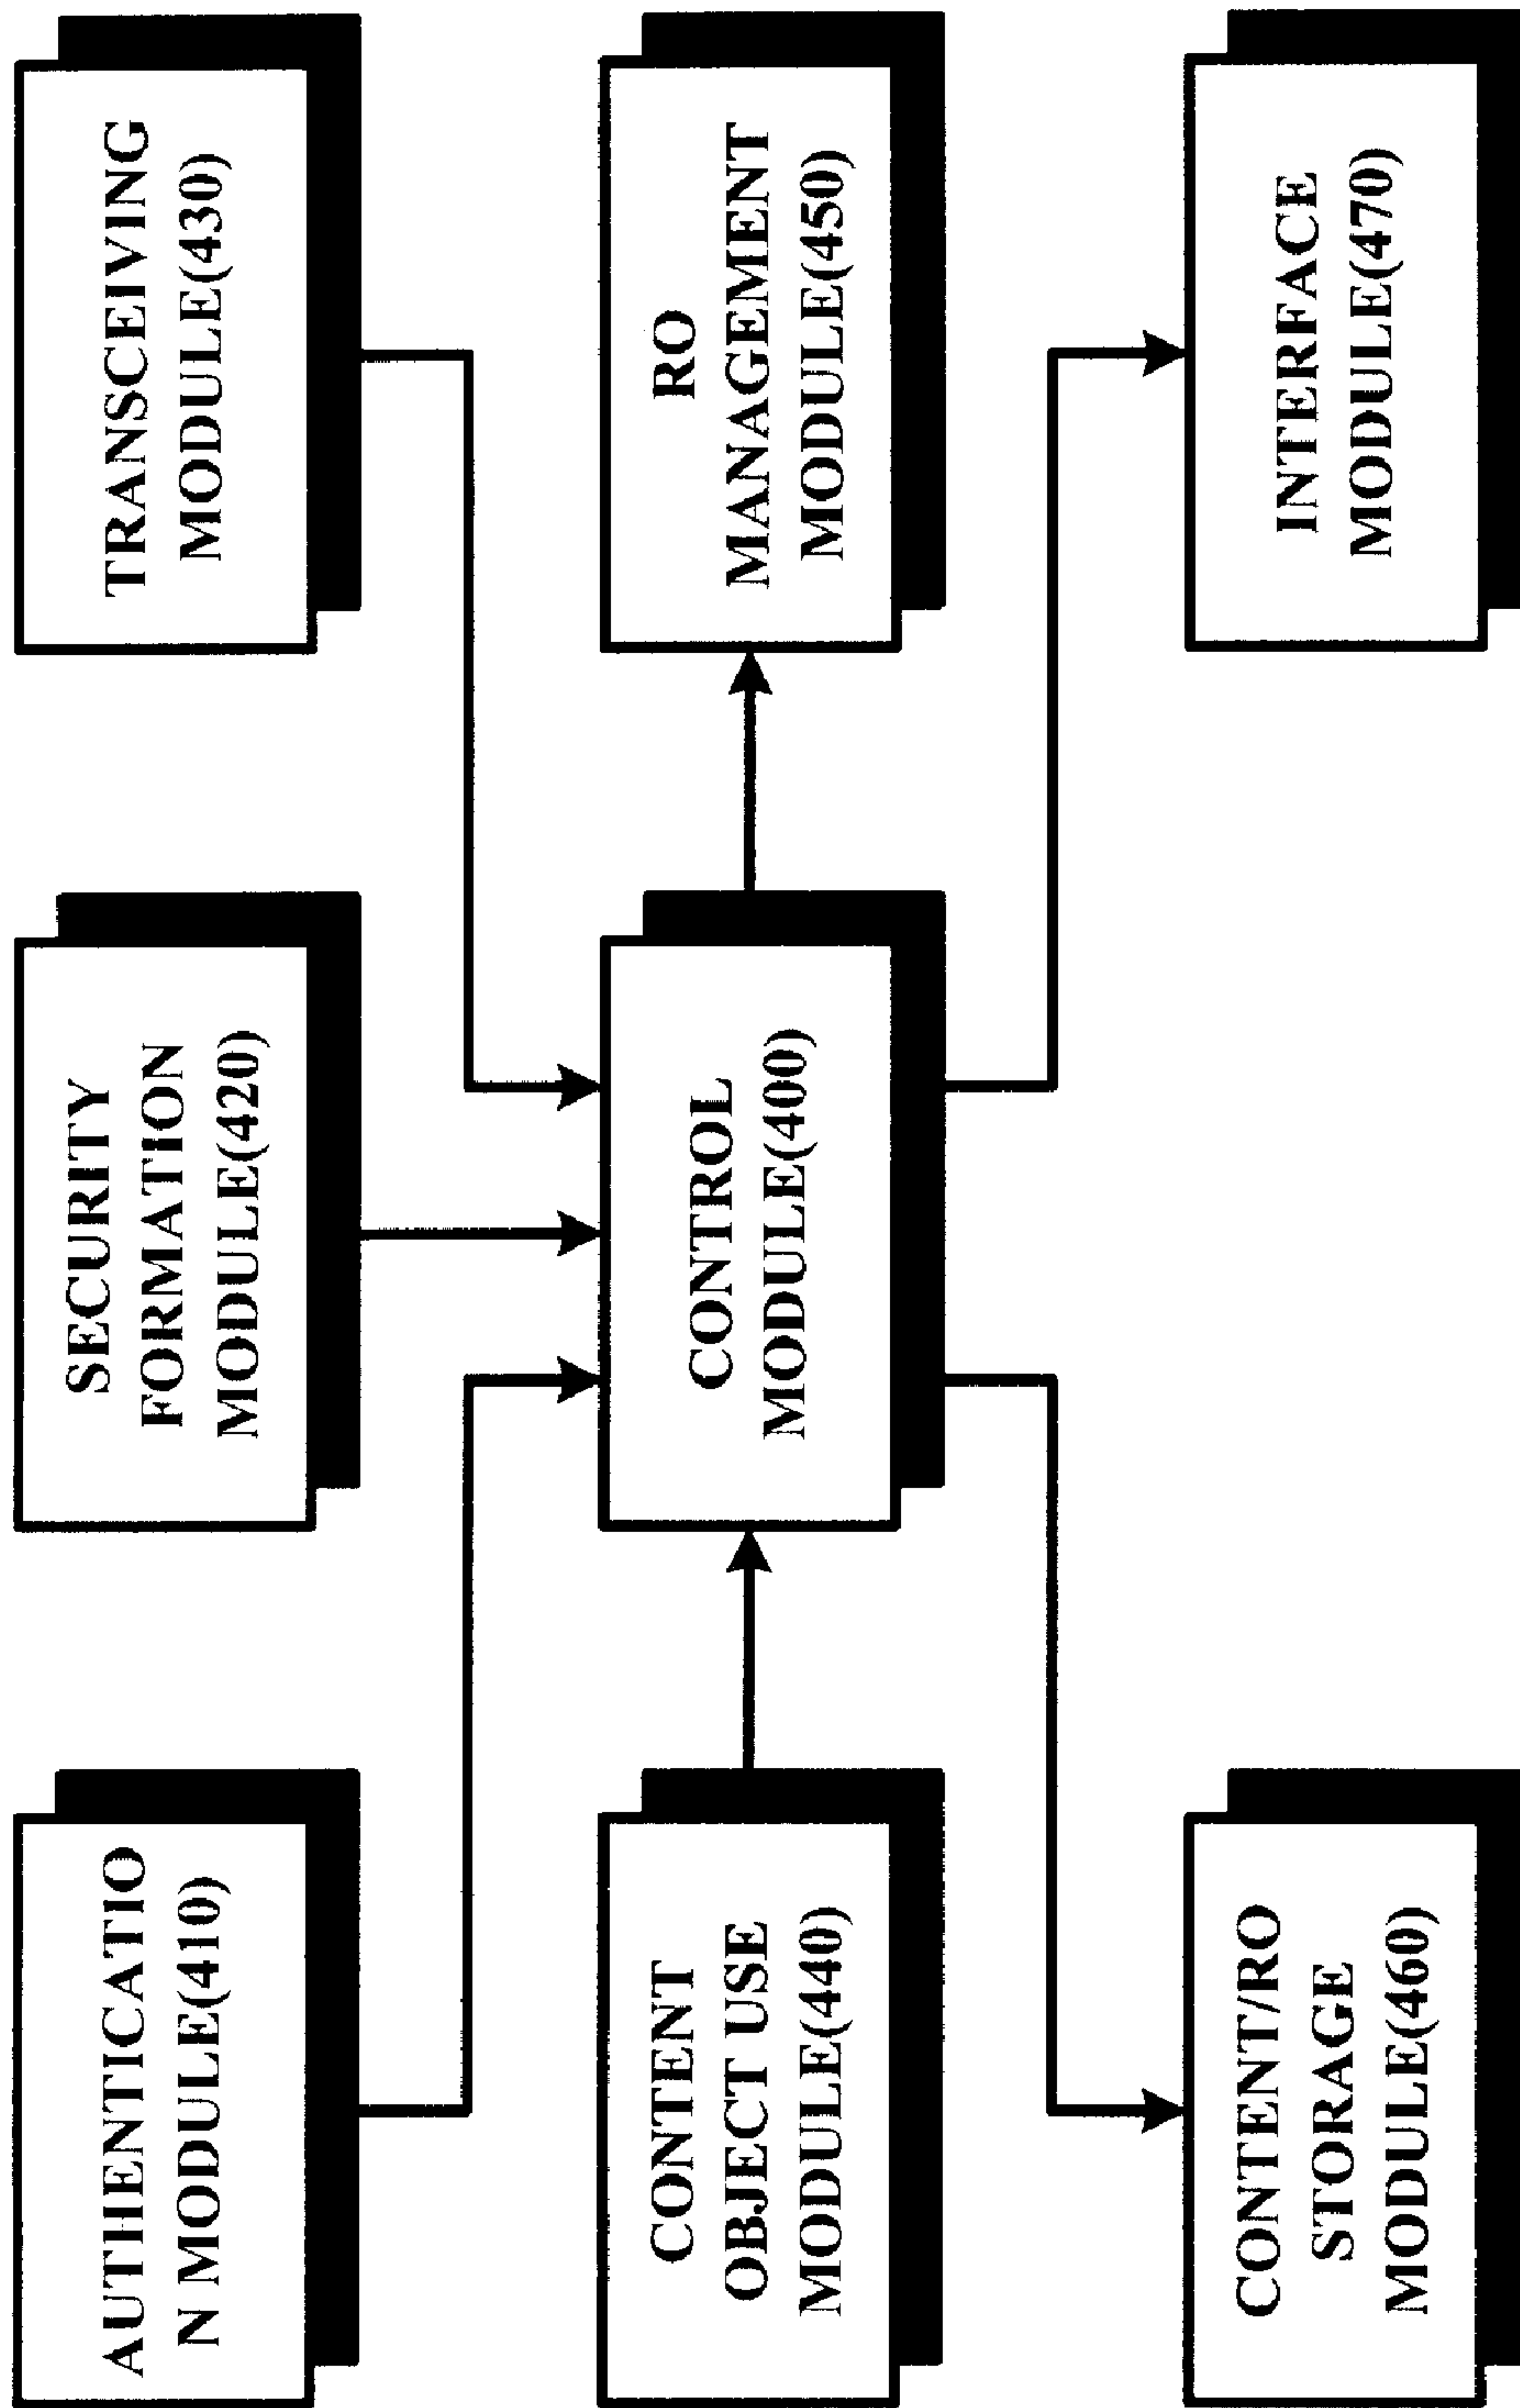 AUTHENTICATIO
N MODULE(410)
SECURITY
FORMATION
MODULE(420)
TRANSCEIVING
MODULE(430)
CONTENT
OBJECT USE
MODULE(440)
CONTROL
MODULE(400)
RO
MANAGEMENT
MODULE(450)
CONTENT/RO
STORAGE
MODULE(460)
INTERFACE
MODULE(470)